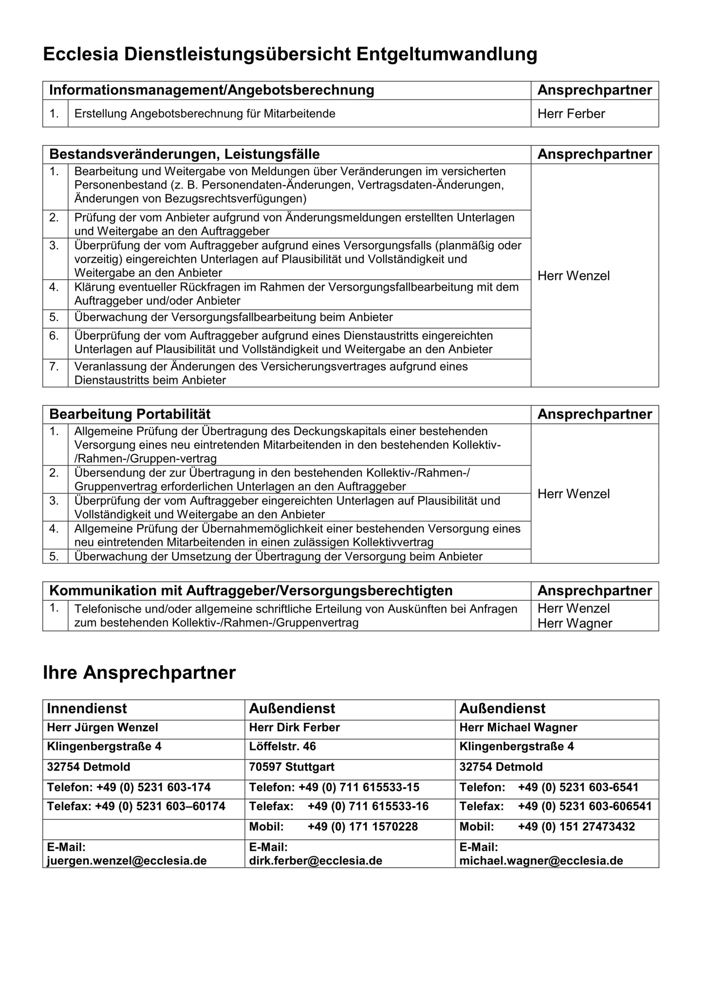 Ecclesia Dienstleistungsübersicht Entgeltumwandlung
Informationsmanagement/Angebotsberechnung Ansprechpartner
1. Erstellung Angebotsberechnung für Mitarbeitende Herr Ferber
Bestandsveränderungen, Leistungsfälle Ansprechpartner
1. Bearbeitung und Weitergabe von Meldungen über Veränderungen im versicherten
Personenbestand (z. B. Personendaten-Änderungen, Vertragsdaten-Änderungen,
Änderungen von Bezugsrechtsverfügungen)
2. Prüfung der vom Anbieter aufgrund von Änderungsmeldungen erstellten Unterlagen
und Weitergabe an den Auftraggeber
3. Überprüfung der vom Auftraggeber aufgrund eines Versorgungsfalls (planmäßig oder
vorzeitig) eingereichten Unterlagen auf Plausibilität und Vollständigkeit und
Weitergabe an den Anbieter
Herr Wenzel
4. Klärung eventueller Rückfragen im Rahmen der Versorgungsfallbearbeitung mit dem
Auftraggeber und/oder Anbieter
5. Überwachung der Versorgungsfallbearbeitung beim Anbieter
6. Überprüfung der vom Auftraggeber aufgrund eines Dienstaustritts eingereichten
Unterlagen auf Plausibilität und Vollständigkeit und Weitergabe an den Anbieter
7. Veranlassung der Änderungen des Versicherungsvertrages aufgrund eines
Dienstaustritts beim Anbieter
Bearbeitung Portabilität Ansprechpartner
1. Allgemeine Prüfung der Übertragung des Deckungskapitals einer bestehenden
Versorgung eines neu eintretenden Mitarbeitenden in den bestehenden Kollektiv-
/Rahmen-/Gruppen-vertrag
2. Übersendung der zur Übertragung in den bestehenden Kollektiv-/Rahmen-/
Gruppenvertrag erforderlichen Unterlagen an den Auftraggeber
Herr Wenzel
3. Überprüfung der vom Auftraggeber eingereichten Unterlagen auf Plausibilität und
Vollständigkeit und Weitergabe an den Anbieter
4. Allgemeine Prüfung der Übernahmemöglichkeit einer bestehenden Versorgung eines
neu eintretenden Mitarbeitenden in einen zulässigen Kollektivvertrag
5. Überwachung der Umsetzung der Übertragung der Versorgung beim Anbieter
Kommunikation mit Auftraggeber/Versorgungsberechtigten Ansprechpartner
1. Telefonische und/oder allgemeine schriftliche Erteilung von Auskünften bei Anfragen Herr Wenzel
zum bestehenden Kollektiv-/Rahmen-/Gruppenvertrag Herr Wagner
Ihre Ansprechpartner
Innendienst Außendienst Außendienst
Herr Jürgen Wenzel Herr Dirk Ferber Herr Michael Wagner
Klingenbergstraße 4 Löffelstr. 46 Klingenbergstraße 4
32754 Detmold 70597 Stuttgart 32754 Detmold
Telefon: +49 (0) 5231 603-174 Telefon: +49 (0) 711 615533-15 Telefon: +49 (0) 5231 603-6541
Telefax: +49 (0) 5231 603–60174 Telefax: +49 (0) 711 615533-16 Telefax: +49 (0) 5231 603-606541
Mobil: +49 (0) 171 1570228 Mobil: +49 (0) 151 27473432
E-Mail: E-Mail: E-Mail:
juergen.wenzel@ecclesia.de dirk.ferber@ecclesia.de michael.wagner@ecclesia.de